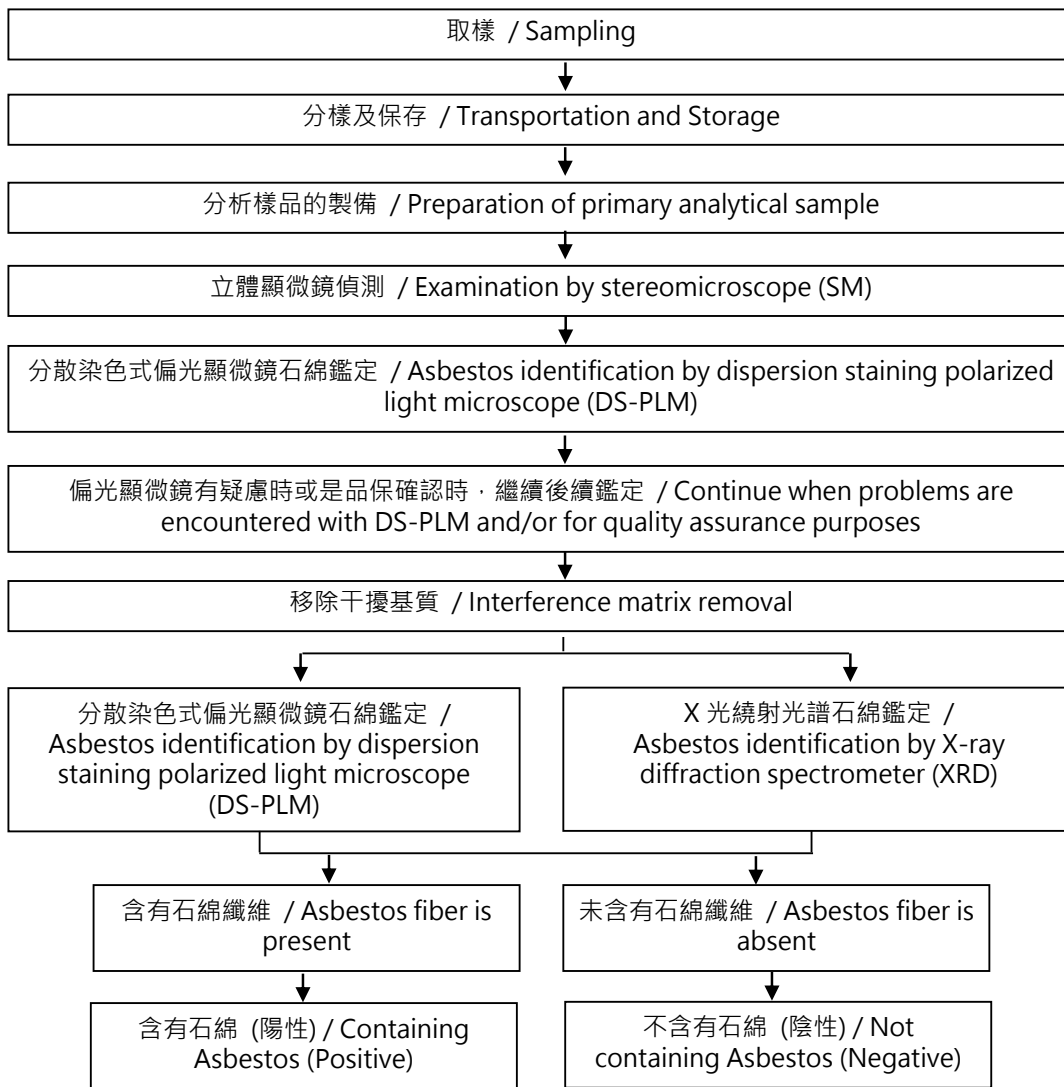 取樣 / Sampling
分樣及保存 / Transportation and Storage
分析樣品的製備 / Preparation of primary analytical sample
立體顯微鏡偵測 / Examination by stereomicroscope (SM)
分散染色式偏光顯微鏡石綿鑑定 / Asbestos identification by dispersion staining polarized
light microscope (DS-PLM)
偏光顯微鏡有疑慮時或是品保確認時，繼續後續鑑定 / Continue when problems are
encountered with DS-PLM and/or for quality assurance purposes
移除干擾基質 / Interference matrix removal
分散染色式偏光顯微鏡石綿鑑定 /
Asbestos identification by dispersion
staining polarized light microscope
(DS-PLM)
X 光繞射光譜石綿鑑定 /
Asbestos identification by X-ray
diffraction spectrometer (XRD)
含有石綿纖維 / Asbestos fiber is
present
未含有石綿纖維 / Asbestos fiber is
absent
含有石綿 (陽性) / Containing
Asbestos (Positive)
不含有石綿 (陰性) / Not
containing Asbestos (Negative)